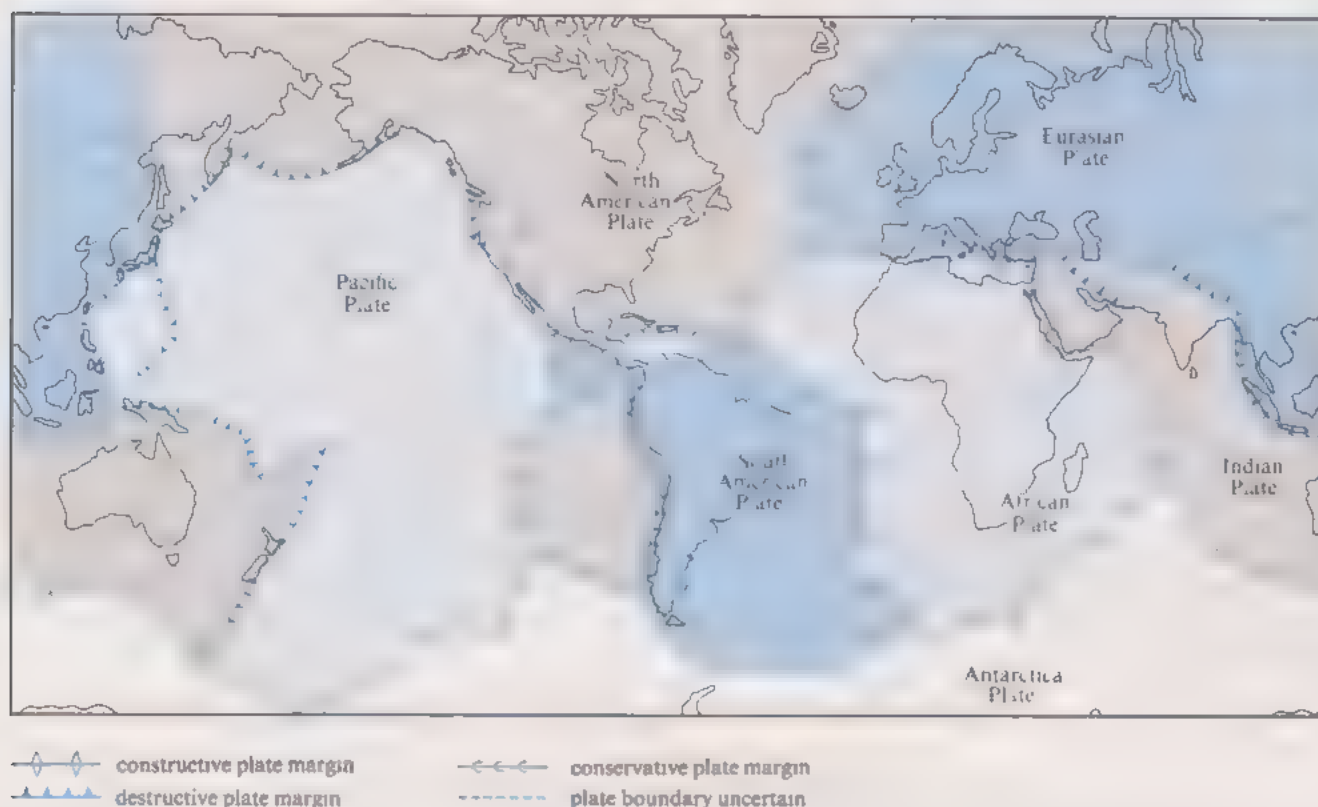 Eurasian
Plate
North
American
Plate
Pacific
Plate
South
American
Plate
African
Plate
Indian
Plate
Antarctica
Plate
constructive plate margin
conservative plate margin
destructive plate margin
plate boundary uncertain